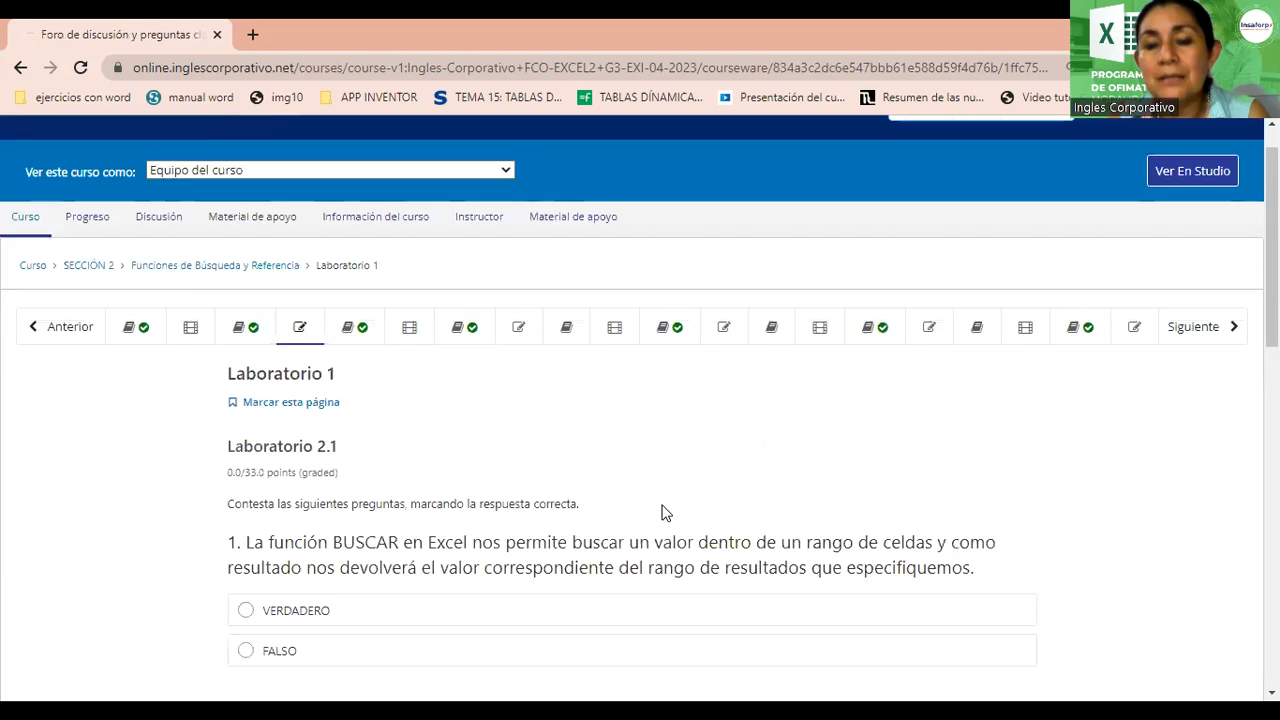 Foro de discusión y preguntas cl
online.inglescorporativo.net/courses/course-v1:Ingles-Corporativo+FCO-EXCEL2+G3-EXI-04-2023/courseware/834a3c2dc6e547bbb61e588d59f4d76b/1ffc75...
ejercicios con word
manual word
img10
APP INVENT
TEMA 15: TABLAS D...
TABLAS DÍNAMICA...
Presentación del cu...
Resumen de las nu...
Video tut
PROGRAM
DE OFIMAT
Insaforp
Ingles Corporativo
Ver este curso como:
Equipo del curso
Ver En Studio
Curso
Progreso
Discusión
Material de apoyo
Información del curso
Instructor
Material de apoyo
Curso > SECCIÓN 2 > Funciones de Búsqueda y Referencia > Laboratorio 1
Anterior
Siguiente
Laboratorio 1
Marcar esta página
Laboratorio 2.1
0.0/33.0 points (graded)
Contesta las siguientes preguntas, marcando la respuesta correcta.
1. La función BUSCAR en Excel nos permite buscar un valor dentro de un rango de celdas y como
resultado nos devolverá el valor correspondiente del rango de resultados que especifiquemos.
VERDADERO
FALSO